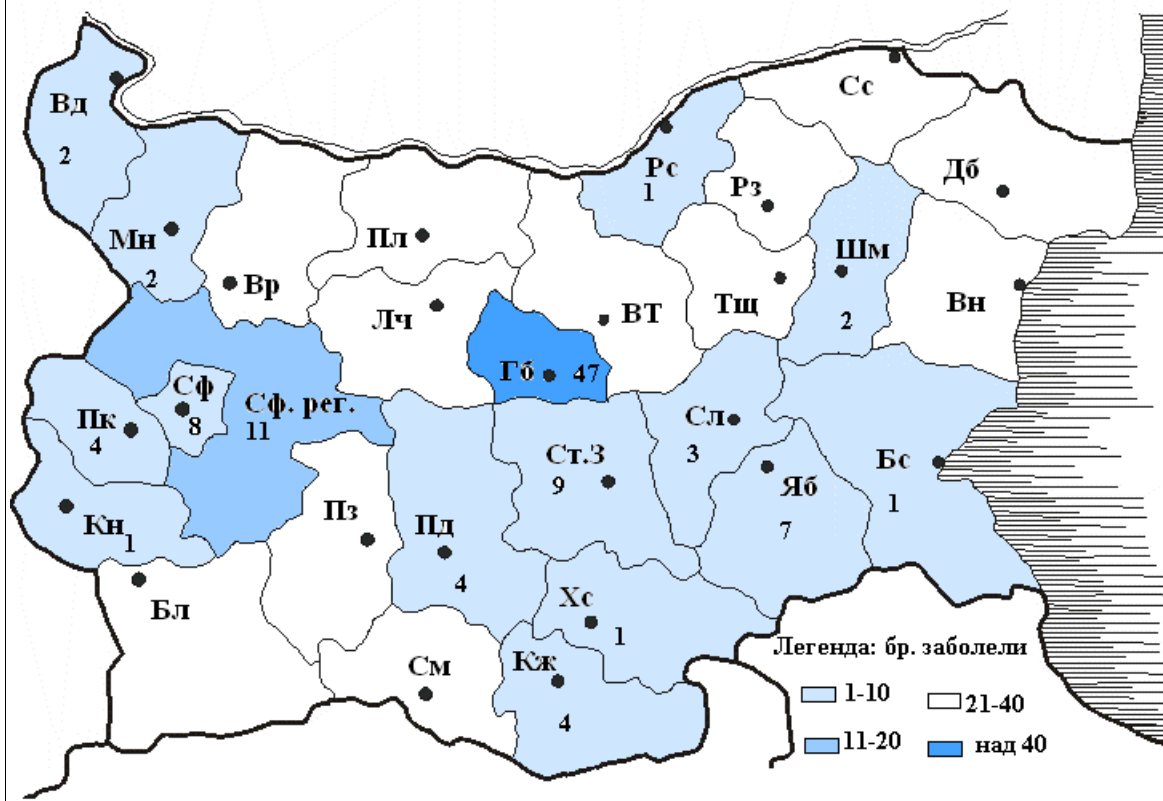 Вд
2
Мн
2
Вр
Пл
Лч
Гб 47
ВТ
Рс
1
Рз
Сс
Дб
Тщ
Шм
2
Вн
Сф
8
Сф. рег.
11
Пк
4
Кн
1
Бл
Пз
Пд
4
Ст.З
9
Сл
3
Яб
7
Бс
1
Хс
1
См
Кж
4
Легенда: бр. заболели
1-10
21-40
11-20
над 40